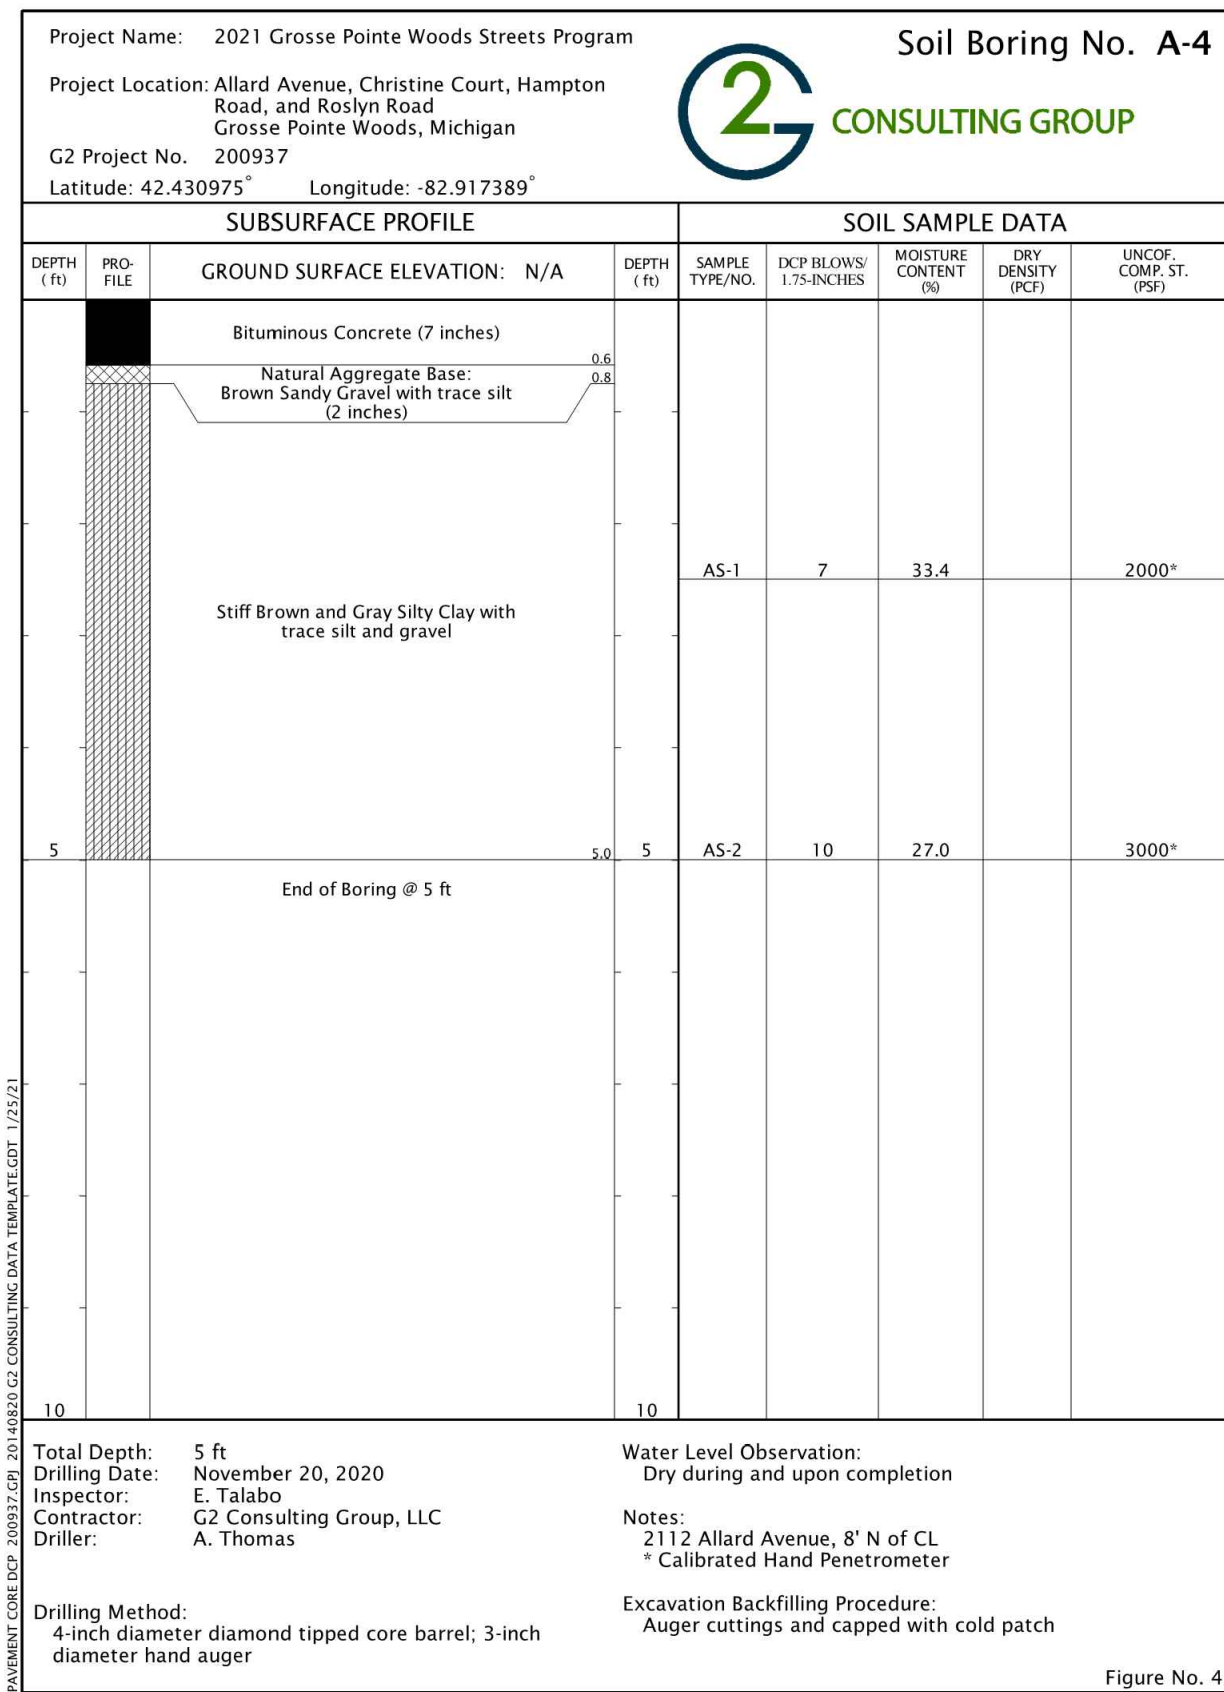 Project Name: 2021 Grosse Pointe Woods Streets Program
Project Location: Allard Avenue, Christine Court, Hampton
Road, and Roslyn Road
Grosse Pointe Woods, Michigan
G2 Project No. 200937
Latitude: 42.430975° Longitude: -82.917389°
G2 CONSULTING GROUP
Soil Boring No. A-4
SUBSURFACE PROFILE
SOIL SAMPLE DATA
DEPTH
( ft)
PRO-
FILE
GROUND SURFACE ELEVATION: N/A
DEPTH
( ft)
SAMPLE
TYPE/NO.
DCP BLOWS/
1.75-INCHES
MOISTURE
CONTENT
(%)
DRY
DENSITY
(PCF)
UNCOF.
COMP. ST.
(PSF)
Bituminous Concrete (7 inches)
0.6
Natural Aggregate Base:
0.8
Brown Sandy Gravel with trace silt
(2 inches)
AS-1 7 33.4 2000*
Stiff Brown and Gray Silty Clay with
trace silt and gravel
5 5.0 5 AS-2 10 27.0 3000*
End of Boring @ 5 ft
10 10
Total Depth: 5 ft
Drilling Date: November 20, 2020
Inspector: E. Talabo
Contractor: G2 Consulting Group, LLC
Driller: A. Thomas
Drilling Method:
4-inch diameter diamond tipped core barrel; 3-inch
diameter hand auger
Water Level Observation:
Dry during and upon completion
Notes:
2112 Allard Avenue, 8' N of CL
* Calibrated Hand Penetrometer
Excavation Backfilling Procedure:
Auger cuttings and capped with cold patch
Figure No. 4
PAVEMENT CORE DCP 200937.GPJ 20140820 G2 CONSULTING DATA TEMPLATE.GDT 1/25/21